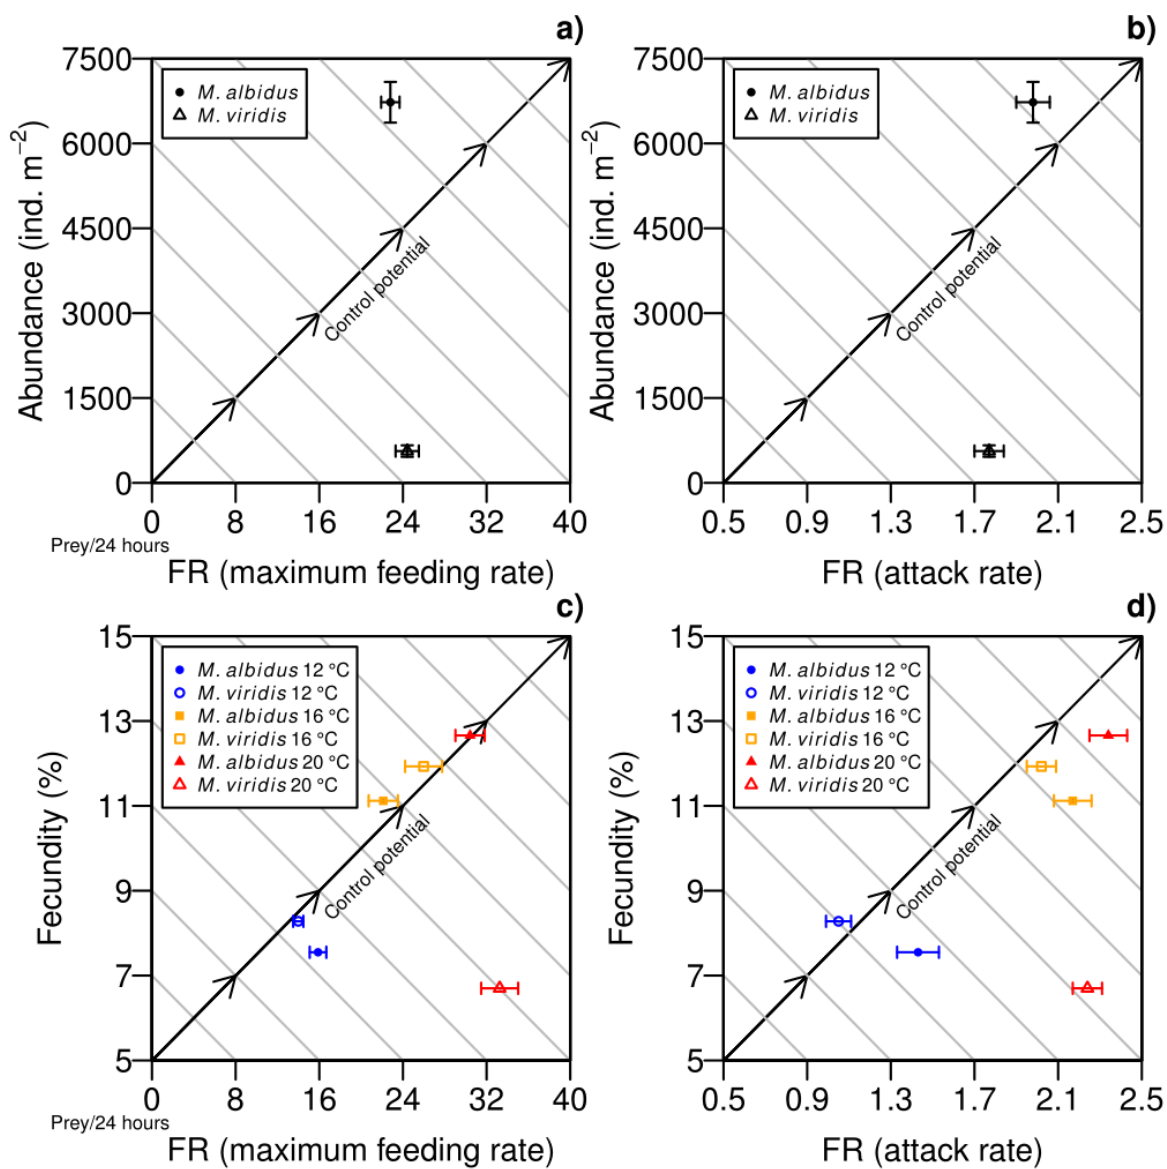 a)
7500
6000
4500
3000
1500
0
Abundance (ind. m⁻²)
M. albidus
M. viridis
Control potential
0 8 16 24 32 40
Prey/24 hours
FR (maximum feeding rate)
b)
7500
6000
4500
3000
1500
0
Abundance (ind. m⁻²)
M. albidus
M. viridis
Control potential
0.5 0.9 1.3 1.7 2.1 2.5
FR (attack rate)
c)
15
13
11
9
7
5
Fecundity (%)
M. albidus 12 °C
M. viridis 12 °C
M. albidus 16 °C
M. viridis 16 °C
M. albidus 20 °C
M. viridis 20 °C
Control potential
0 8 16 24 32 40
Prey/24 hours
FR (maximum feeding rate)
d)
15
13
11
9
7
5
Fecundity (%)
M. albidus 12 °C
M. viridis 12 °C
M. albidus 16 °C
M. viridis 16 °C
M. albidus 20 °C
M. viridis 20 °C
Control potential
0.5 0.9 1.3 1.7 2.1 2.5
FR (attack rate)